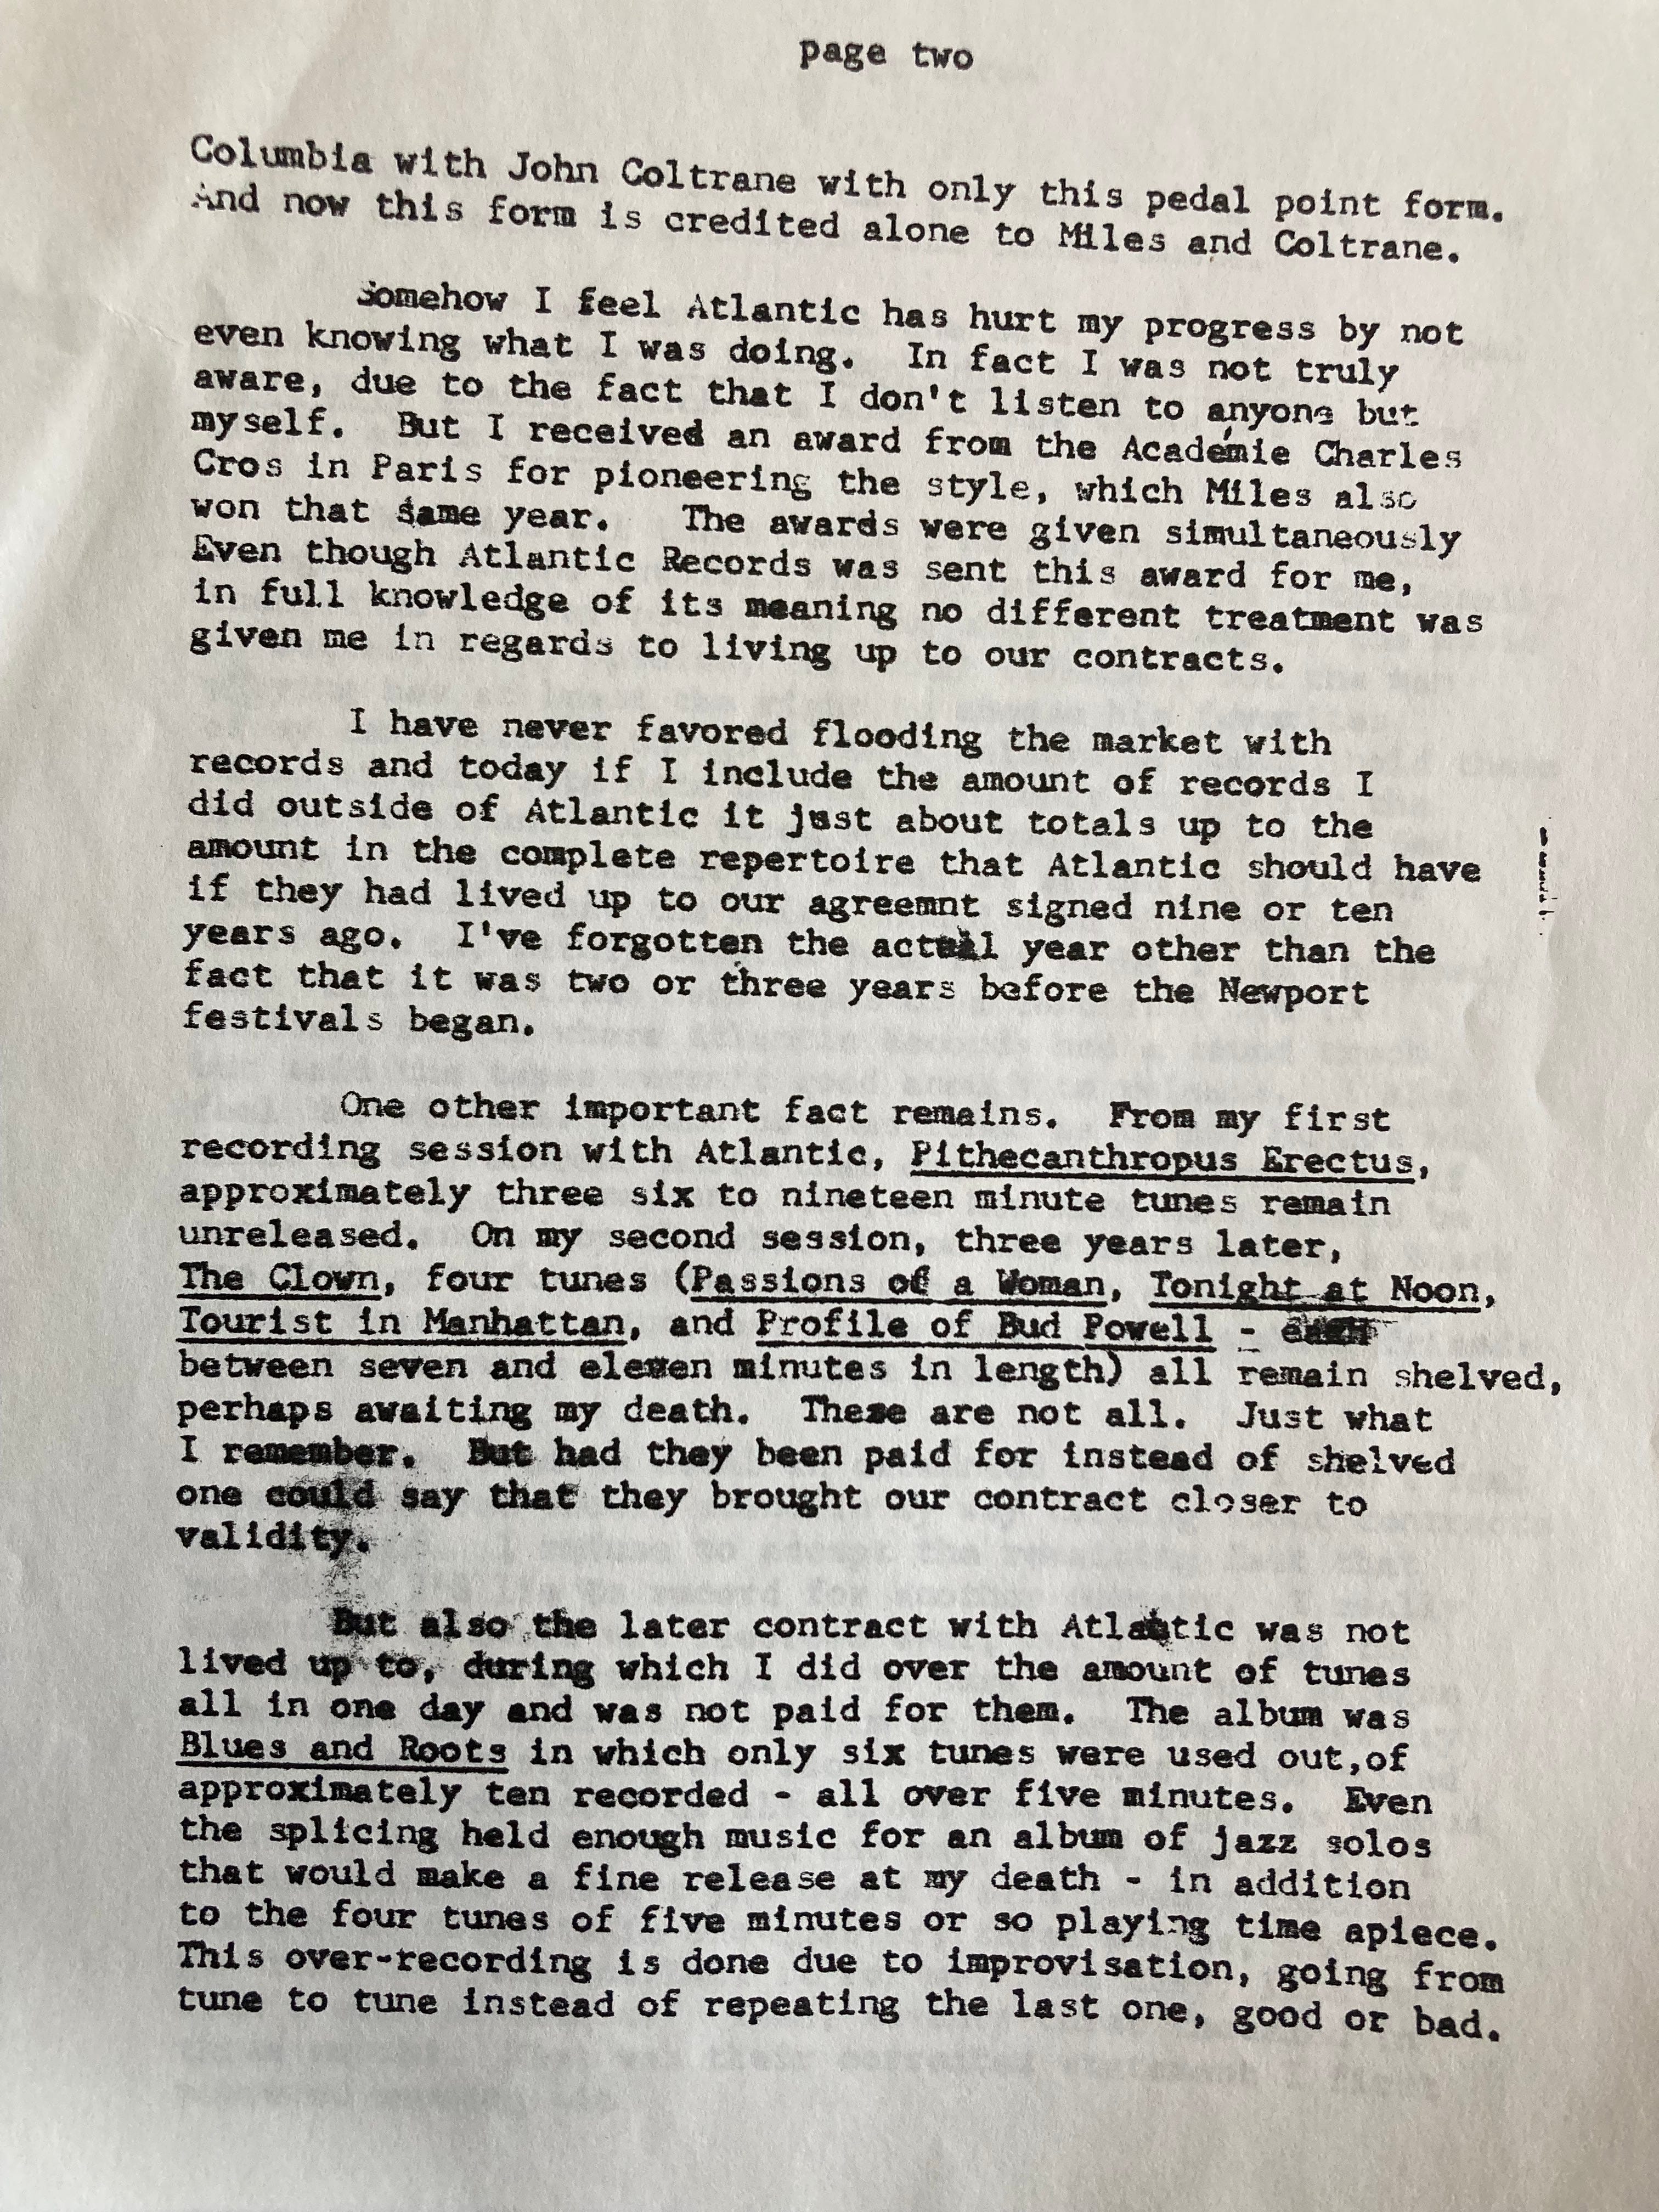 page two
Columbia with John Coltrane with only this pedal point form.
And now this form is credited alone to Miles and Coltrane.
Somehow I feel Atlantic has hurt my progress by not
even knowing what I was doing. In fact I was not truly
aware, due to the fact that I don't listen to anyone but
myself. But I received an award from the Académie Charles
Cros in Paris for pioneering the style, which Miles also
won that same year. The awards were given simultaneously
Even though Atlantic Records was sent this award for me,
in full knowledge of its meaning no different treatment was
given me in regards to living up to our contracts.
I have never favored flooding the market with
records and today if I include the amount of records I
did outside of Atlantic it just about totals up to the
amount in the complete repertoire that Atlantic should have
if they had lived up to our agreemnt signed nine or ten
years ago. I've forgotten the actual year other than the
fact that it was two or three years before the Newport
festivals began.
One other important fact remains. From my first
recording session with Atlantic, Pithecanthropus Erectus,
approximately three six to nineteen minute tunes remain
unreleased. On my second session, three years later,
The Clown, four tunes (Passions of a Woman, Tonight at Noon,
Tourist in Manhattan, and Profile of Bud Powell - each
between seven and eleven minutes in length) all remain shelved,
perhaps awaiting my death. These are not all. Just what
I remember. But had they been paid for instead of shelved
one could say that they brought our contract closer to
validity.
But also the later contract with Atlantic was not
lived up to, during which I did over the amount of tunes
all in one day and was not paid for them. The album was
Blues and Roots in which only six tunes were used out,of
approximately ten recorded - all over five minutes. Even
the splicing held enough music for an album of jazz solos
that would make a fine release at my death - in addition
to the four tunes of five minutes or so playing time apiece.
This over-recording is done due to improvisation, going from
tune to tune instead of repeating the last one, good or bad.